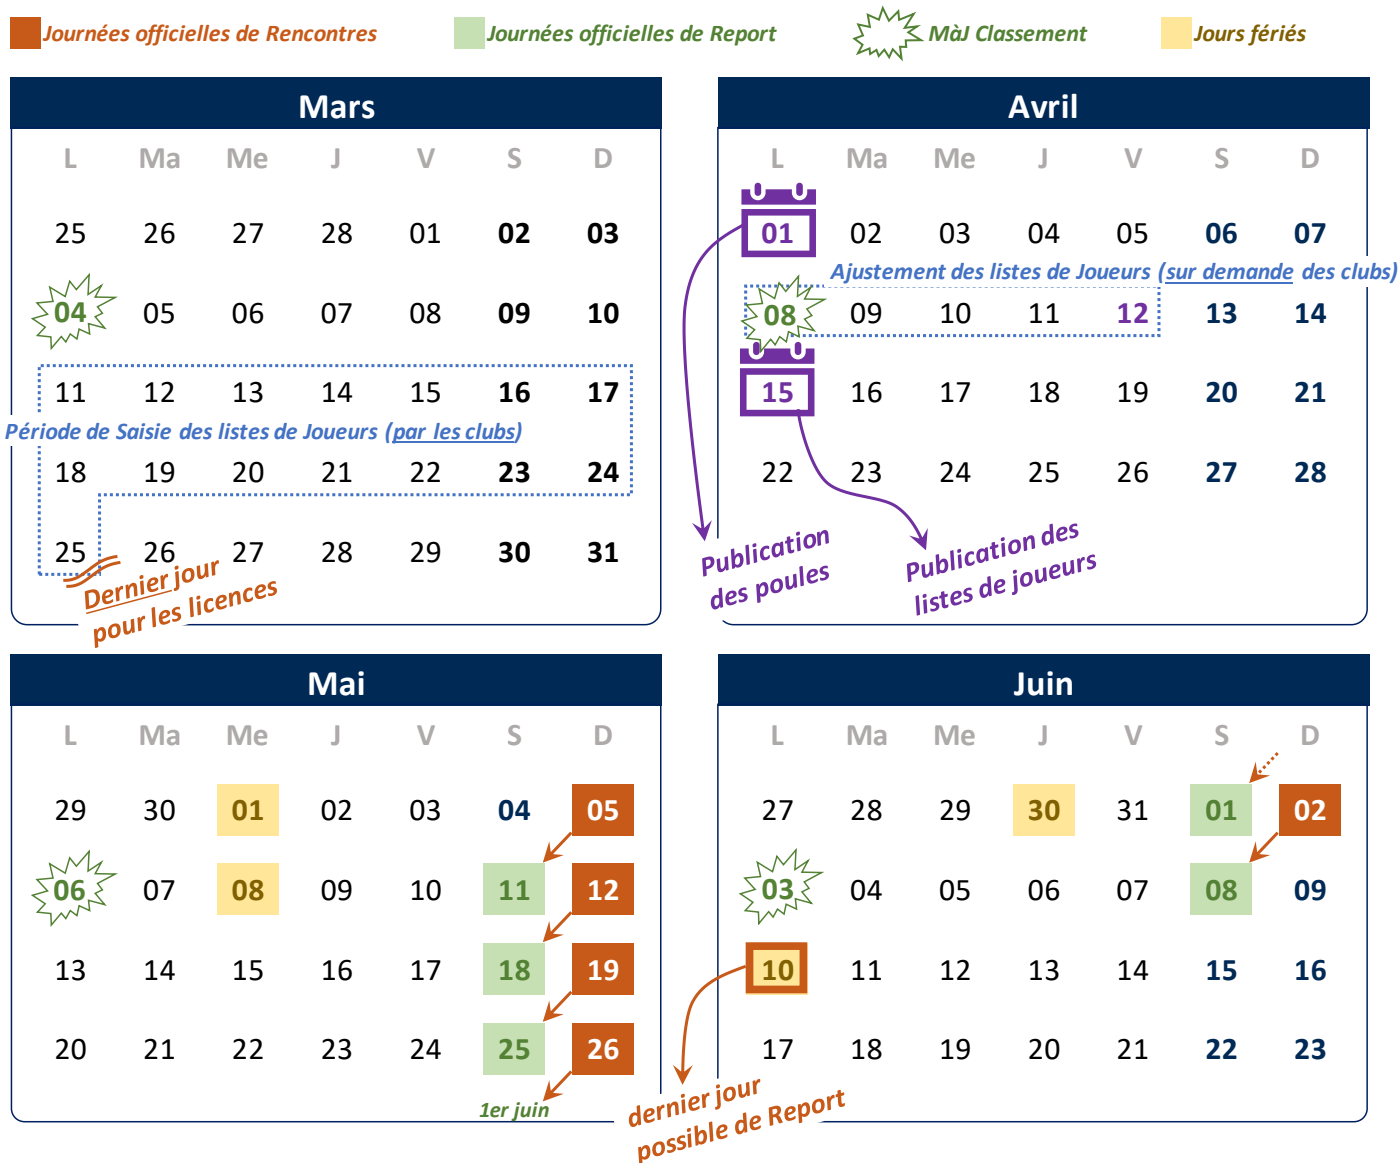 Journées officielles de Rencontres
Journées officielles de Report
MàJ Classement
Jours fériés
Mars
L Ma Me J V S D
25 26 27 28 01 02 03
04 05 06 07 08 09 10
11 12 13 14 15 16 17
Période de Saisie des listes de Joueurs (par les clubs)
18 19 20 21 22 23 24
25 26 27 28 29 30 31
Dernier jour
pour les licences
Avril
L Ma Me J V S D
01 02 03 04 05 06 07
Ajustement des listes de Joueurs (sur demande des clubs)
08 09 10 11 12 13 14
15 16 17 18 19 20 21
22 23 24 25 26 27 28
Publication
des poules
Publication des
listes de joueurs
Mai
L Ma Me J V S D
29 30 01 02 03 04 05
06 07 08 09 10 11 12
13 14 15 16 17 18 19
20 21 22 23 24 25 26
1er juin
Juin
L Ma Me J V S D
27 28 29 30 31 01 02
03 04 05 06 07 08 09
10 11 12 13 14 15 16
17 18 19 20 21 22 23
dernier jour
possible de Report